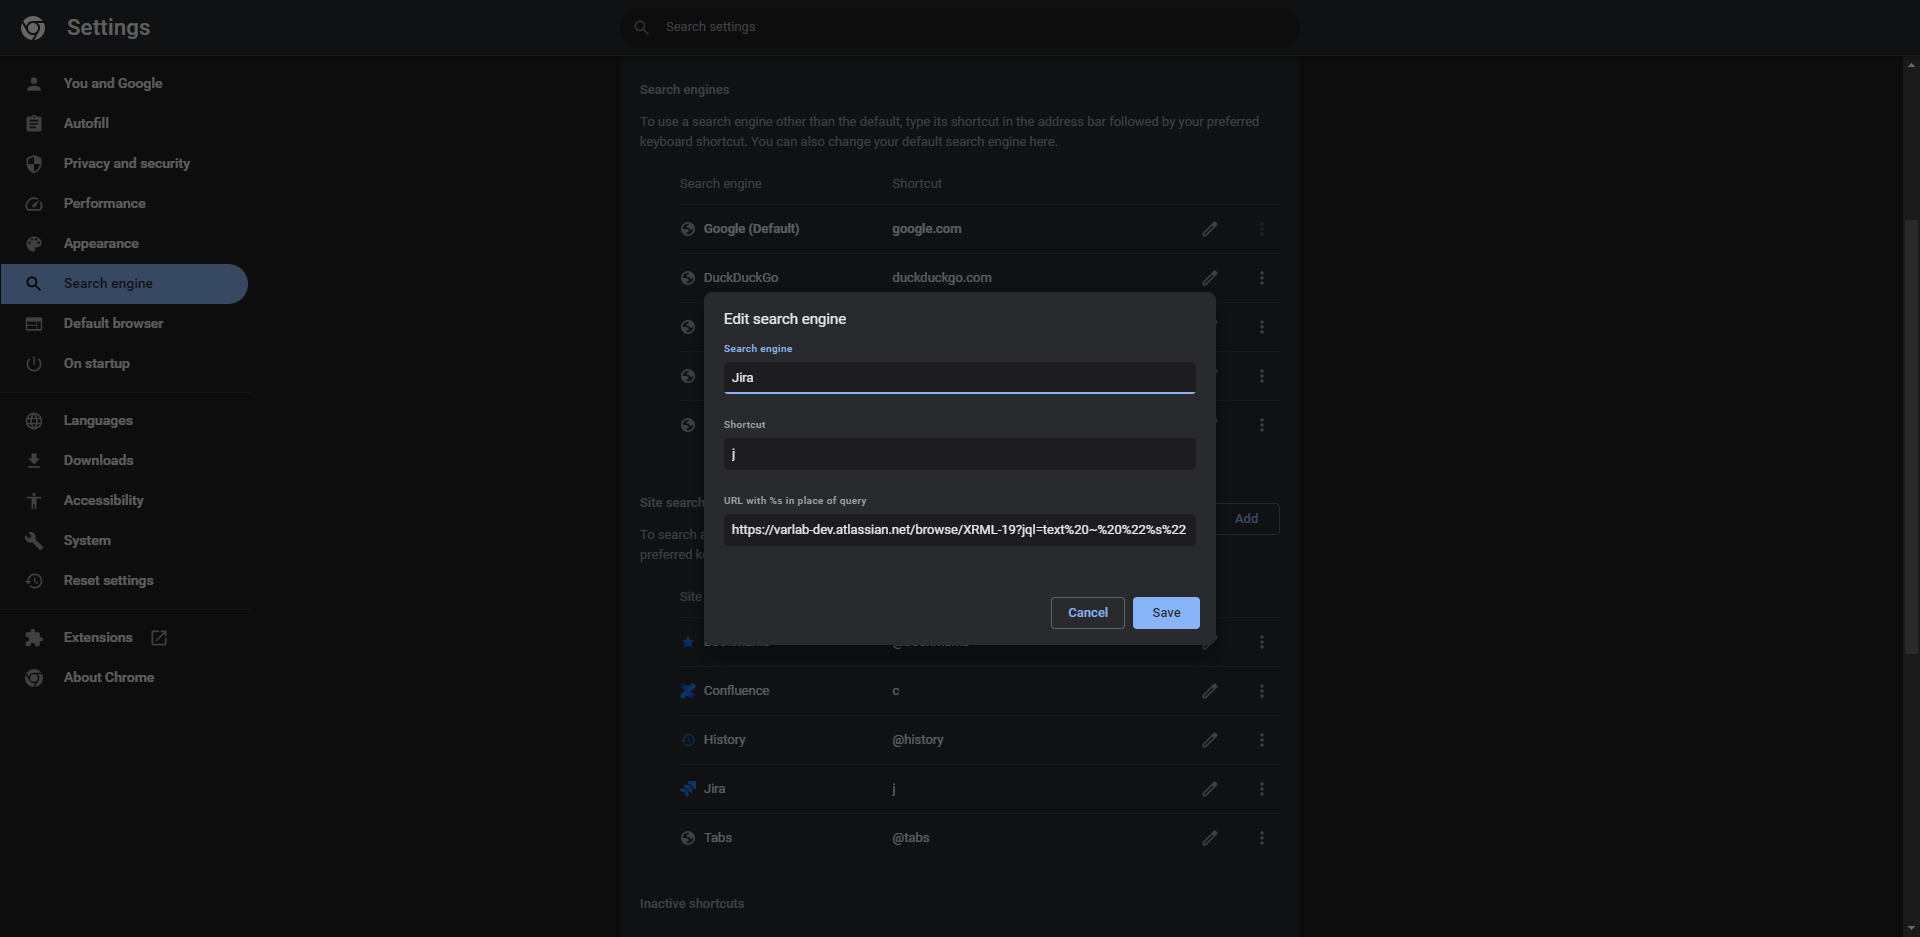 Settings
Search settings
You and Google
Autofill
Privacy and security
Performance
Appearance
Search engine
Default browser
On startup
Languages
Downloads
Accessibility
System
Reset settings
Extensions
About Chrome
Search engines
To use a search engine other than the default, type its shortcut in the address bar followed by your preferred
keyboard shortcut. You can also change your default search engine here.
Search engine Shortcut
Google (Default) google.com
DuckDuckGo duckduckgo.com
Edit search engine
Search engine
Jira
Shortcut
j
URL with %s in place of query
https://varlab-dev.atlassian.net/browse/XRML-19?jql=text%20~%20%22%s%22
Cancel Save
Site search
Add
To search a
preferred k
Site
Confluence c
History @history
Jira j
Tabs @tabs
Inactive shortcuts